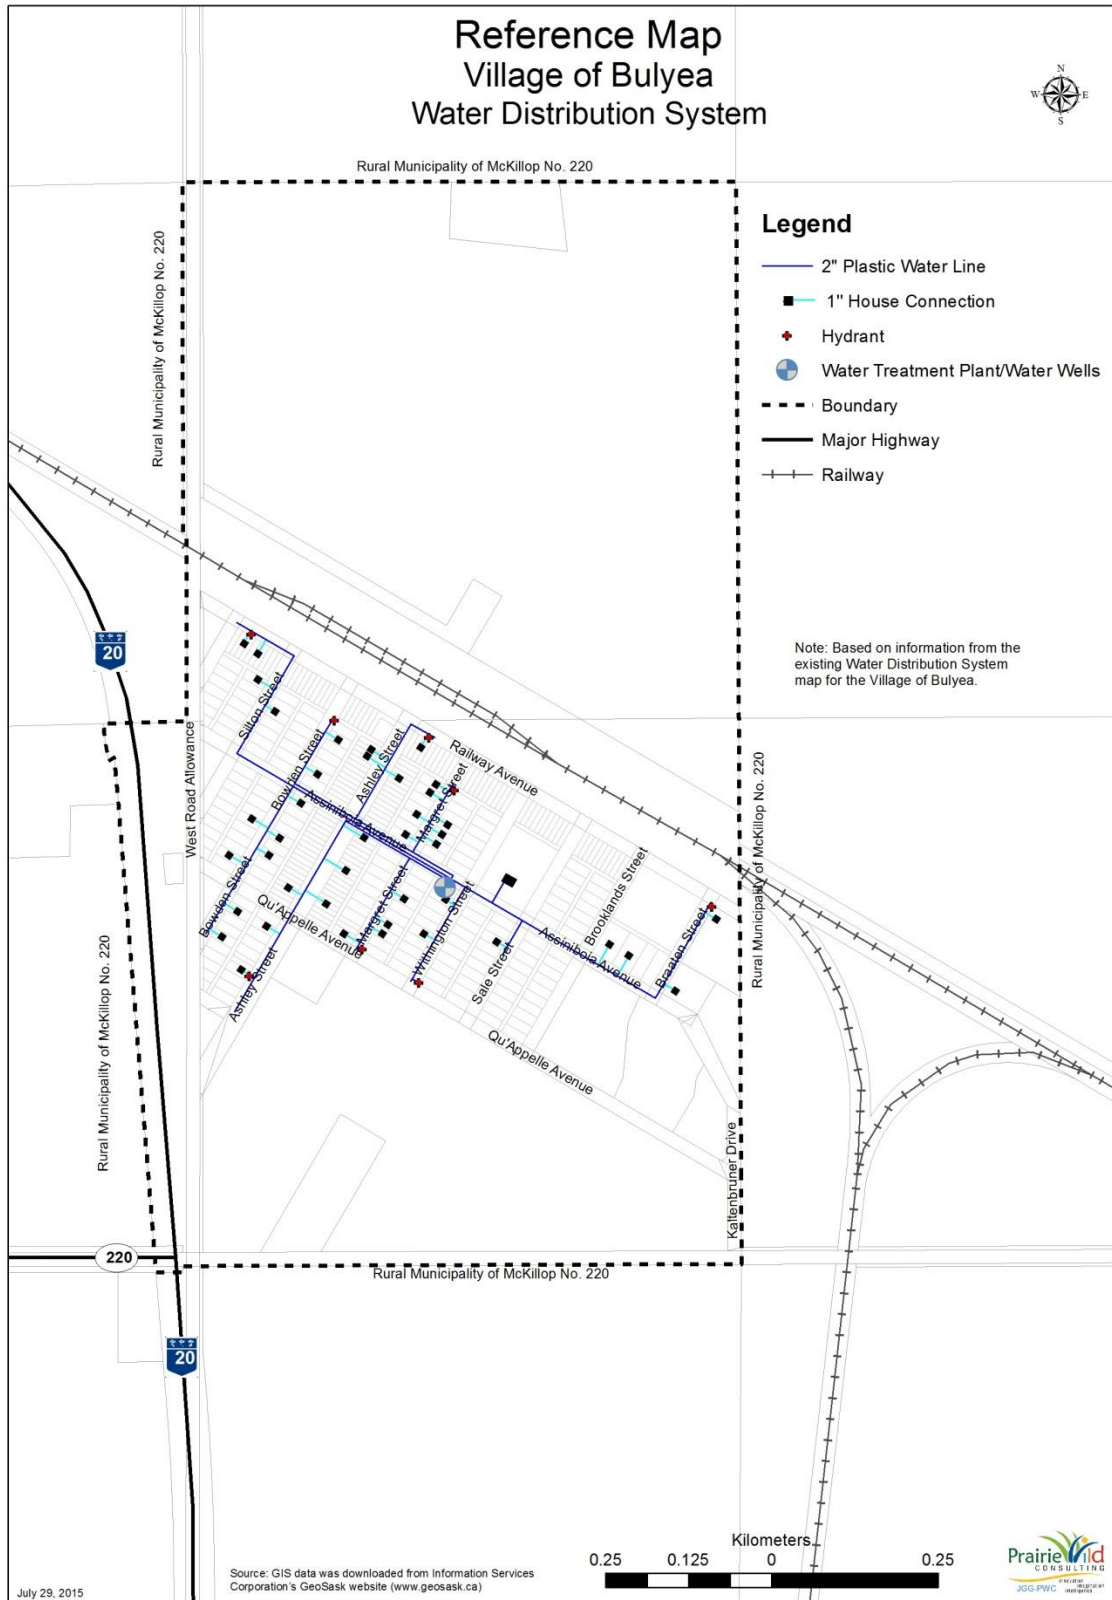 Reference Map
Village of Bulyea
Water Distribution System
N
W E
S
Rural Municipality of McKillop No. 220
Rural Municipality of McKillop No. 220
Legend
2" Plastic Water Line
1" House Connection
Hydrant
Water Treatment Plant/Water Wells
Boundary
Major Highway
Railway
20
Note: Based on information from the
existing Water Distribution System
map for the Village of Bulyea.
West Road Allowance
Silton Street
Bowden Street
Ashley Street
Railway Avenue
Margret Street
Assiniboia Avenue
Rural Municipality of McKillop No. 220
Bowden Street
Qu'Appelle Avenue
Ashley Street
Margret Street
Withington Street
Sale Street
Brooklands Street
Assiniboia Avenue
Braaten Street
Qu'Appelle Avenue
Rural Municipality of McKillop No. 220
Kaltenbruner Drive
220
Rural Municipality of McKillop No. 220
20
Kilometers
0.25 0.125 0 0.25
Source: GIS data was downloaded from Information Services
Corporation's GeoSask website (www.geosask.ca)
July 29, 2015
Prairie Wild
CONSULTING
JGG-PWC
innovation
integration
intelligence